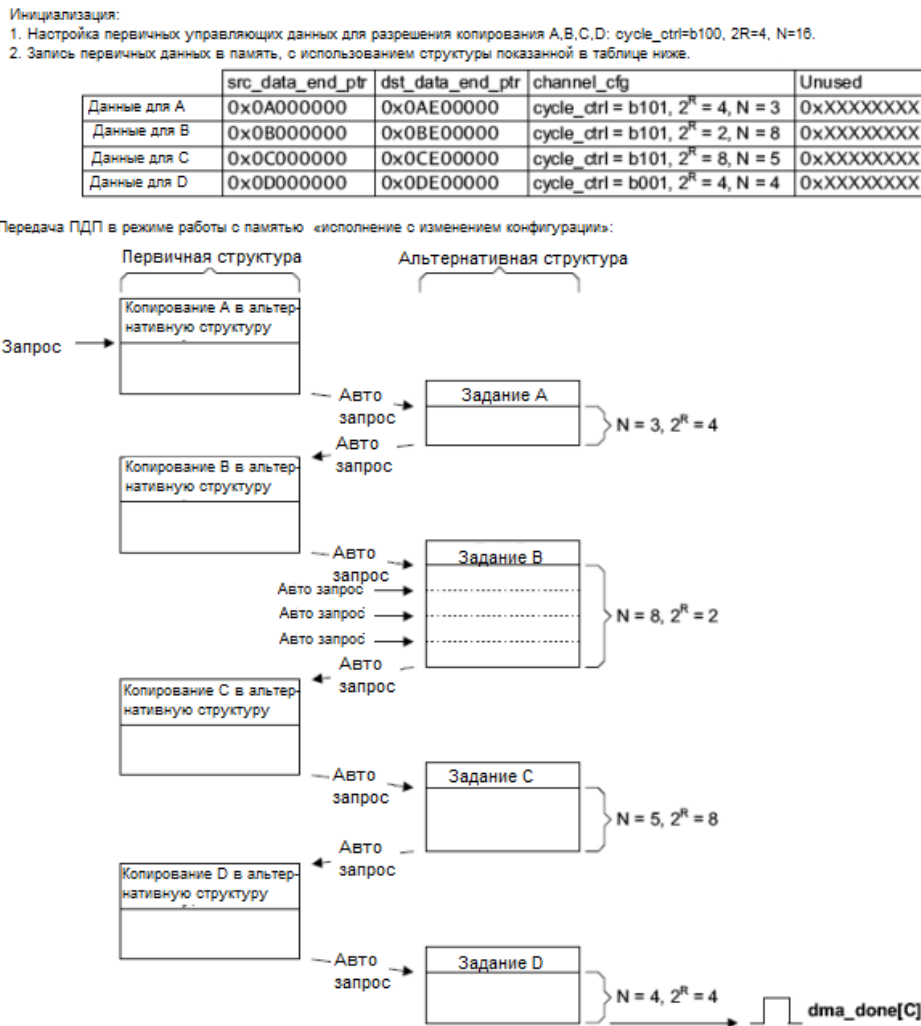 Инициализация:
1. Настройка первичных управляющих данных для разрешения копирования A,B,C,D: cycle_ctrl=b100, 2R=4, N=16.
2. Запись первичных данных в память, с использованием структуры показанной в таблице ниже.
src_data_end_ptr dst_data_end_ptr channel_cfg Unused
Данные для A 0x0A000000 0x0AE00000 cycle_ctrl = b101, 2^R = 4, N = 3 0xXXXXXXXX
Данные для B 0x0B000000 0x0BE00000 cycle_ctrl = b101, 2^R = 2, N = 8 0xXXXXXXXX
Данные для C 0x0C000000 0x0CE00000 cycle_ctrl = b101, 2^R = 8, N = 5 0xXXXXXXXX
Данные для D 0x0D000000 0x0DE00000 cycle_ctrl = b001, 2^R = 4, N = 4 0xXXXXXXXX
Передача ПДП в режиме работы с памятью «исполнение с изменением конфигурации»:
Первичная структура
Альтернативная структура
Копирование A в альтер-
нативную структуру
Запрос
Авто
запрос
Задание A
N = 3, 2^R = 4
Авто
запрос
Копирование B в альтер-
нативную структуру
Авто
запрос
Задание B
Авто запрос
Авто запрос
Авто запрос
N = 8, 2^R = 2
Авто
запрос
Копирование C в альтер-
нативную структуру
Авто
запрос
Задание C
N = 5, 2^R = 8
Авто
запрос
Копирование D в альтер-
нативную структуру
Авто
запрос
Задание D
N = 4, 2^R = 4
dma_done[C]